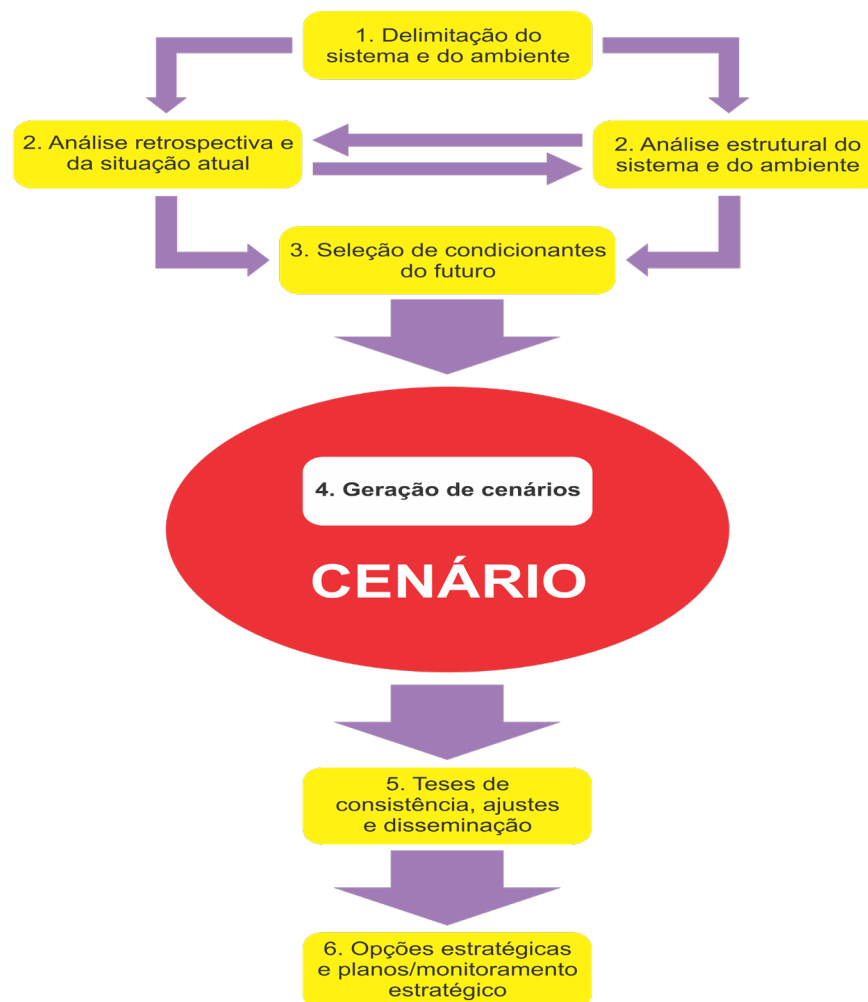 1. Delimitação do
sistema e do ambiente
2. Análise retrospectiva e
da situação atual
2. Análise estrutural do
sistema e do ambiente
3. Seleção de condicionantes
do futuro
4. Geração de cenários
CENÁRIO
5. Teses de
consistência, ajustes
e disseminação
6. Opções estratégicas
e planos/monitoramento
estratégico